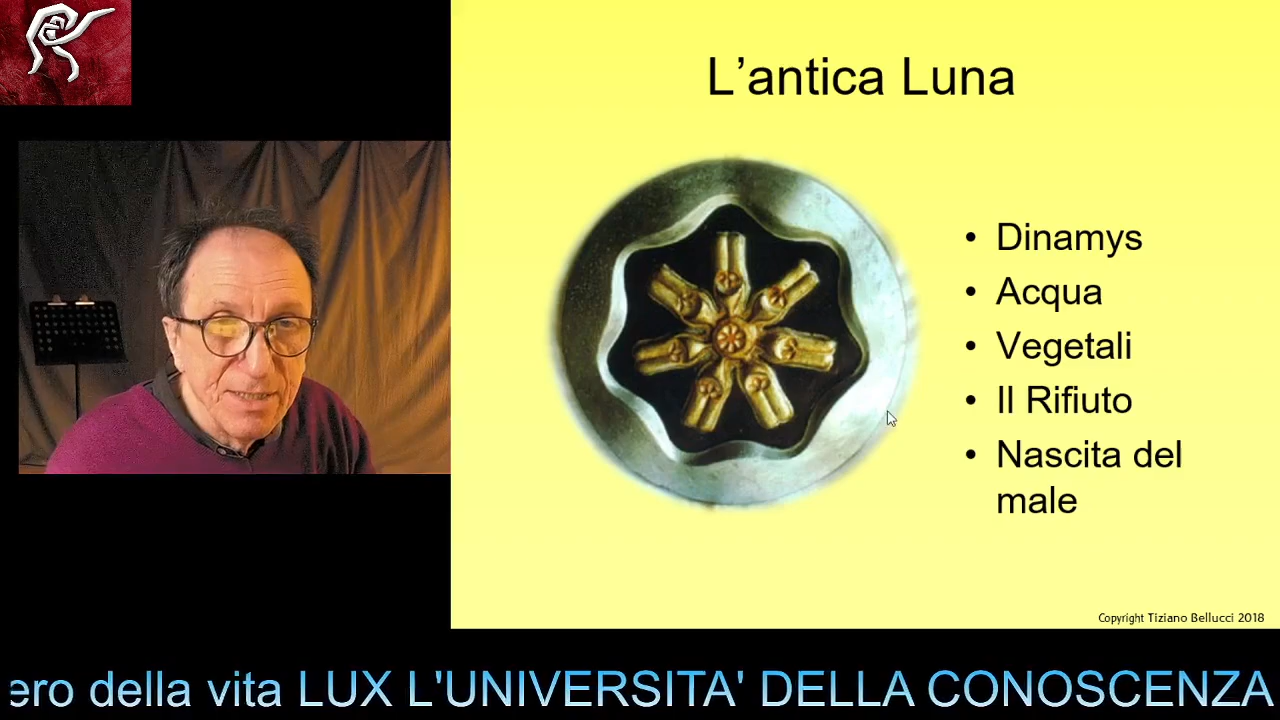 L’antica Luna
• Dinamys
• Acqua
• Vegetali
• Il Rifiuto
• Nascita del
male
Copyright Tiziano Bellucci 2018
ero della vita LUX L'UNIVERSITA' DELLA CONOSCENZA